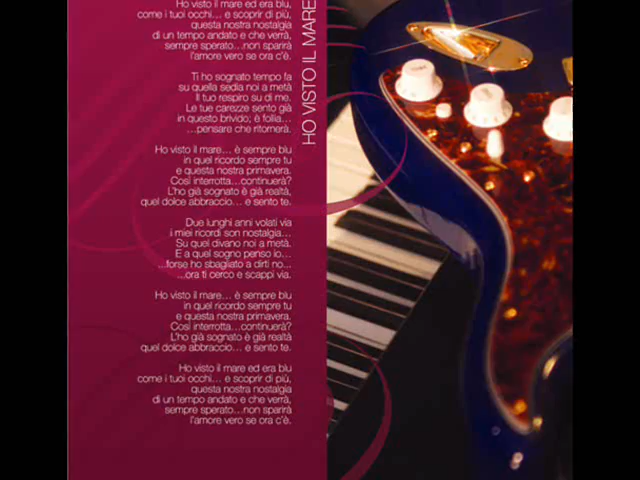 Ho visto il mare ed era blu,
come i tuoi occhi… e scoprir di più,
questa nostra nostalgia
di un tempo andato e che verrà,
sempre sperato…non sparirà
l'amore vero se ora c'è.
Ti ho sognato tempo fa
su quella sedia noi a metà
Il tuo respiro su di me.
Le tue carezze sento già
in questo brivido; è follia…
…pensare che ritornerà.
Ho visto il mare… è sempre blu
in quel ricordo sempre tu
e questa nostra primavera.
Così interrotta…continuerà?
L'ho già sognato è già realtà,
quel dolce abbraccio… e sento te.
Due lunghi anni volati via
i miei ricordi son nostalgia…
Su quel divano noi a metà.
E a quel sogno penso io…
...forse ho sbagliato a dirti no...
...ora ti cerco e scappi via.
Ho visto il mare… è sempre blu
in quel ricordo sempre tu
e questa nostra primavera.
Così interrotta…continuerà?
L'ho già sognato è già realtà
quel dolce abbraccio… e sento te.
Ho visto il mare ed era blu
come i tuoi occhi… e scoprir di più,
questa nostra nostalgia
di un tempo andato e che verrà,
sempre sperato…non sparirà
l'amore vero se ora c'è.
HO VISTO IL MARE